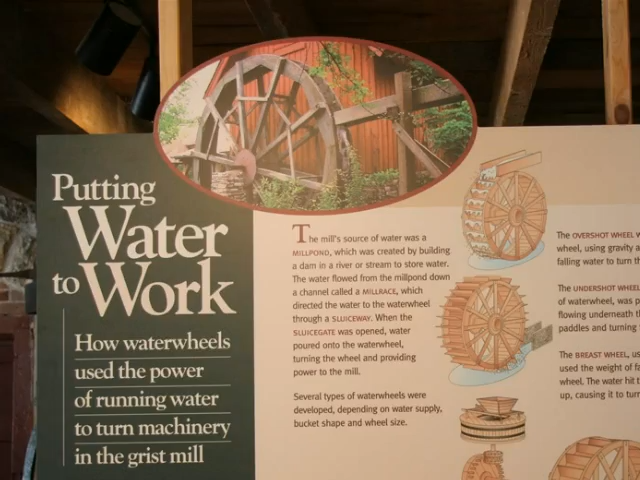 Putting
Water
to Work
How waterwheels
used the power
of running water
to turn machinery
in the grist mill
The mill's source of water was a
MILLPOND, which was created by building
a dam in a river or stream to store water.
The water flowed from the millpond down
a channel called a MILLRACE, which
directed the water to the waterwheel
through a SLUICEWAY. When the
SLUICEGATE was opened, water
poured onto the waterwheel,
turning the wheel and providing
power to the mill.
Several types of waterwheels were
developed, depending on water supply,
bucket shape and wheel size.
The OVERSHOT WHEEL
wheel, using gravity a
falling water to turn th
The UNDERSHOT WHEEL
of waterwheel, was p
flowing underneath th
paddles and turning
The BREAST WHEEL, us
used the weight of fa
wheel. The water hit t
up, causing it to turn